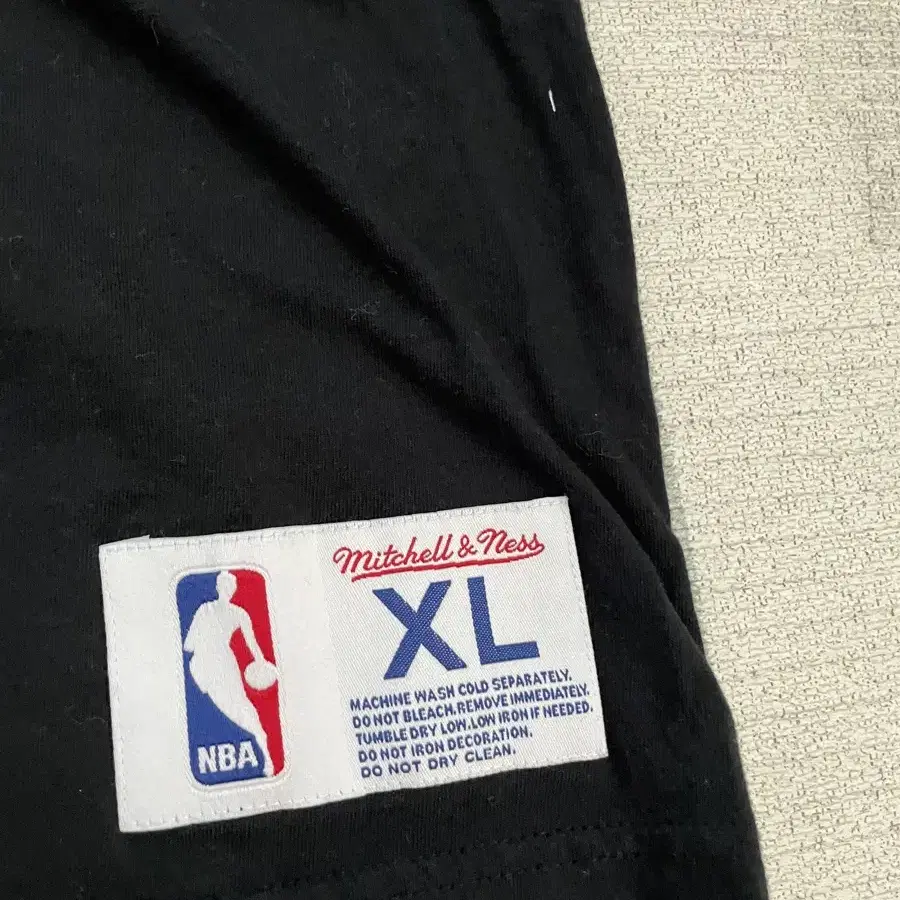 Mitchell & Ness
XL
MACHINE WASH COLD SEPARATELY.
DO NOT BLEACH.REMOVE IMMEDIATELY.
TUMBLE DRY LOW.LOW IRON IF NEEDED.
DO NOT IRON DECORATION.
DO NOT DRY CLEAN.
NBA